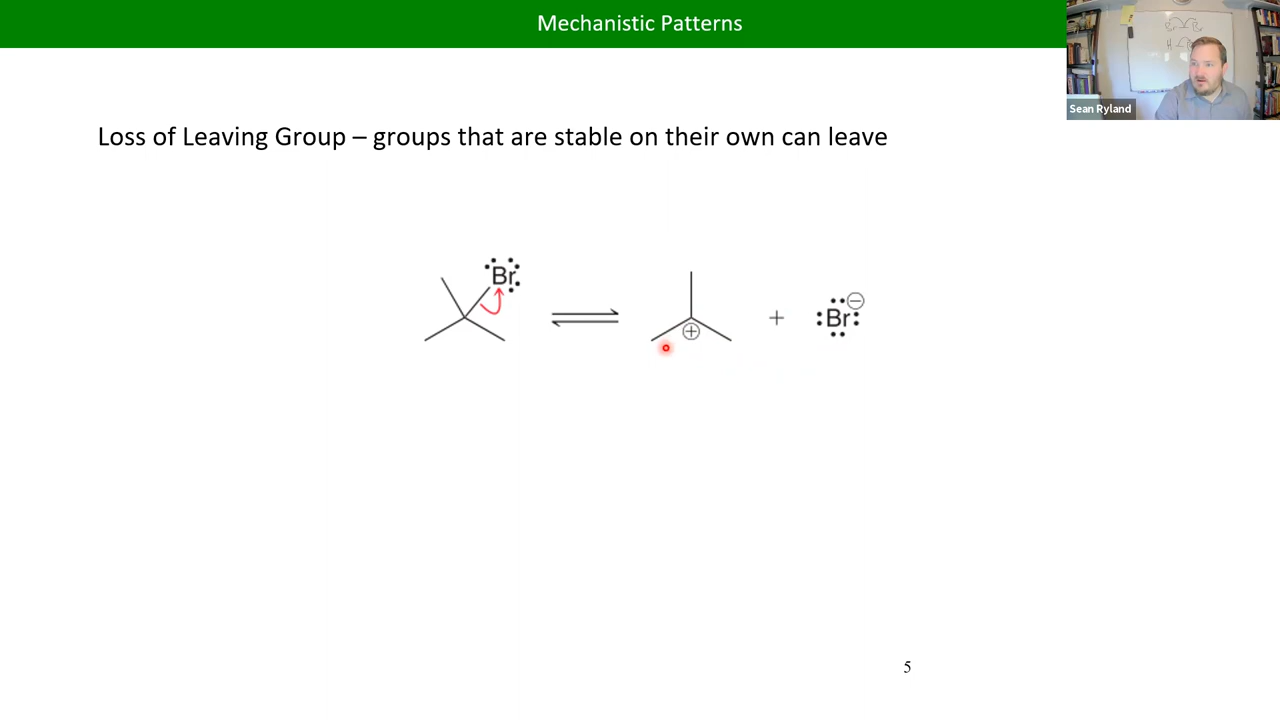 Mechanistic Patterns
Sean Ryland
Loss of Leaving Group – groups that are stable on their own can leave
Br
+
+
:Br:
−
5